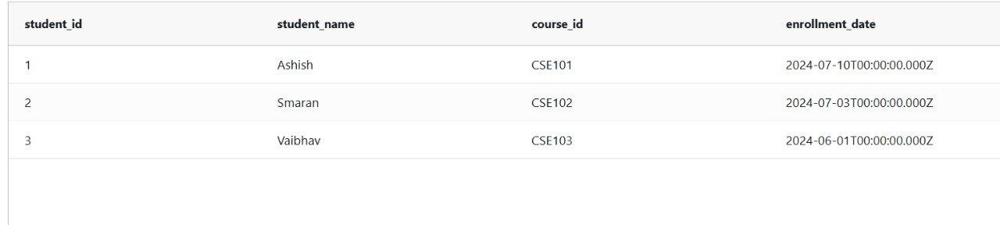 student_id student_name course_id enrollment_date
1 Ashish CSE101 2024-07-10T00:00:00.000Z
2 Smaran CSE102 2024-07-03T00:00:00.000Z
3 Vaibhav CSE103 2024-06-01T00:00:00.000Z